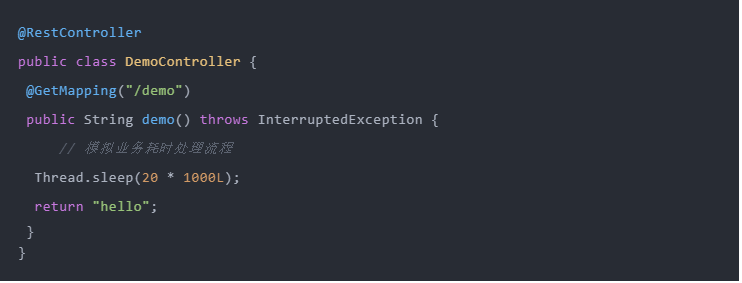 @RestController
public class DemoController {
@GetMapping("/demo")
public String demo() throws InterruptedException {
// 模拟业务耗时处理流程
Thread.sleep(20 * 1000L);
return "hello";
}
}